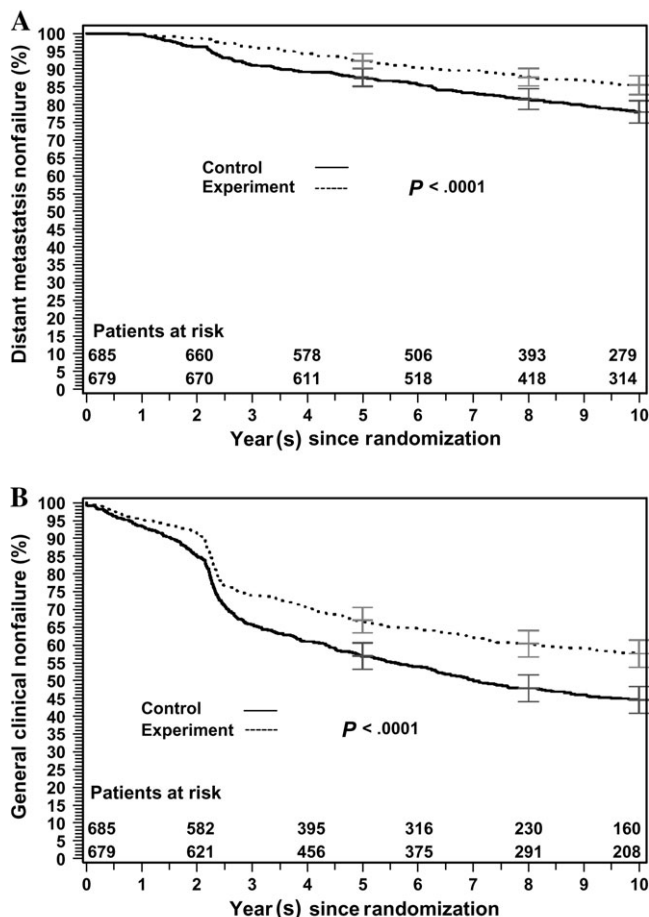 A
Distant metastatsis nonfailure (%)
100
95
90
85
80
75
70
65
60
55
50
45
40
35
30
25
20
15
10
5
0
Control
Experiment
P < .0001
Patients at risk
685 660 578 506 393 279
679 670 611 518 418 314
0 1 2 3 4 5 6 7 8 9 10
Year(s) since randomization
B
General clinical nonfailure (%)
100
95
90
85
80
75
70
65
60
55
50
45
40
35
30
25
20
15
10
5
0
Control
Experiment
P < .0001
Patients at risk
685 582 395 316 230 160
679 621 456 375 291 208
0 1 2 3 4 5 6 7 8 9 10
Year(s) since randomization